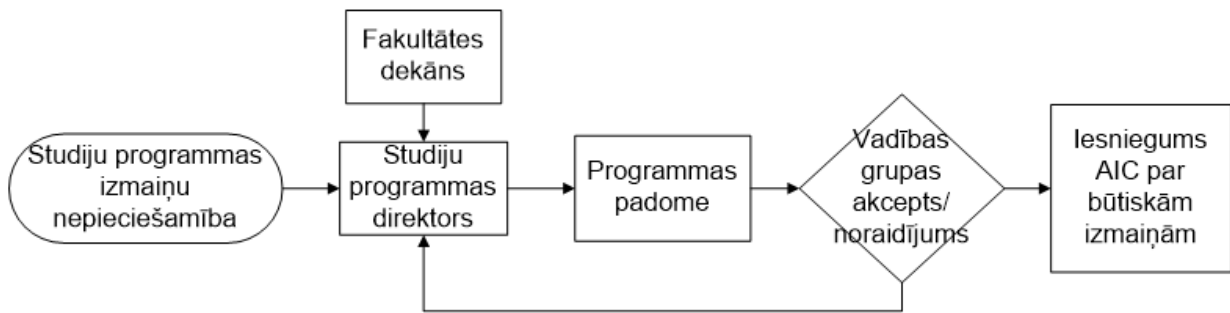 Fakultātes
dekāns
Studiju programmas
izmaiņu
nepieciešamība
Studiju
programmas
direktors
Programmas
padome
Vadības
grupas
akcepts/
noraidījums
Iesniegums
AIC par
būtiskām
izmaiņām